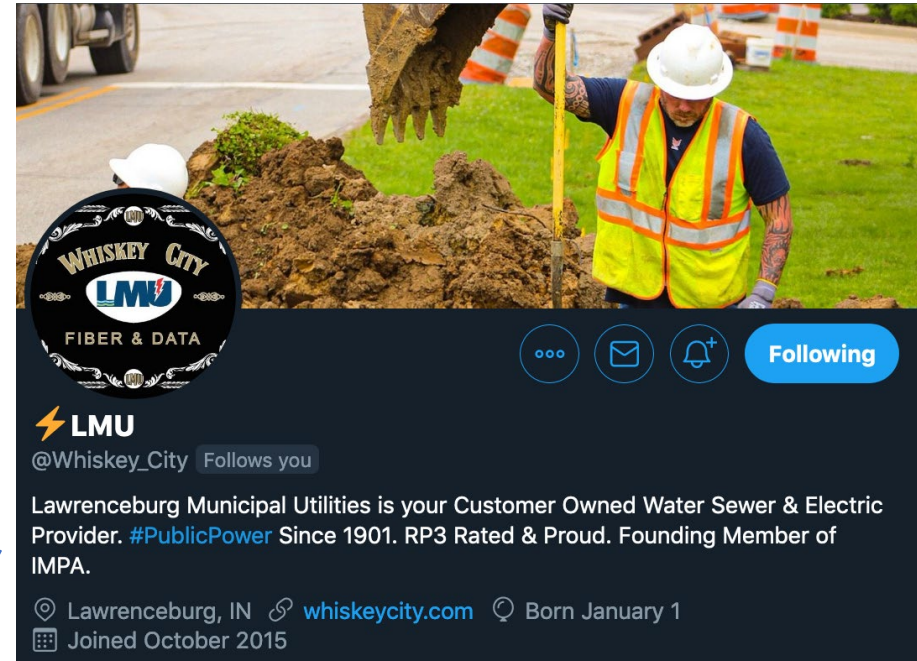 WHISKEY CITY
LMU
FIBER & DATA
Following
⚡LMU
@Whiskey_City Follows you
Lawrenceburg Municipal Utilities is your Customer Owned Water Sewer & Electric
Provider. #PublicPower Since 1901. RP3 Rated & Proud. Founding Member of
IMPA.
Lawrenceburg, IN whiskeycity.com Born January 1
Joined October 2015